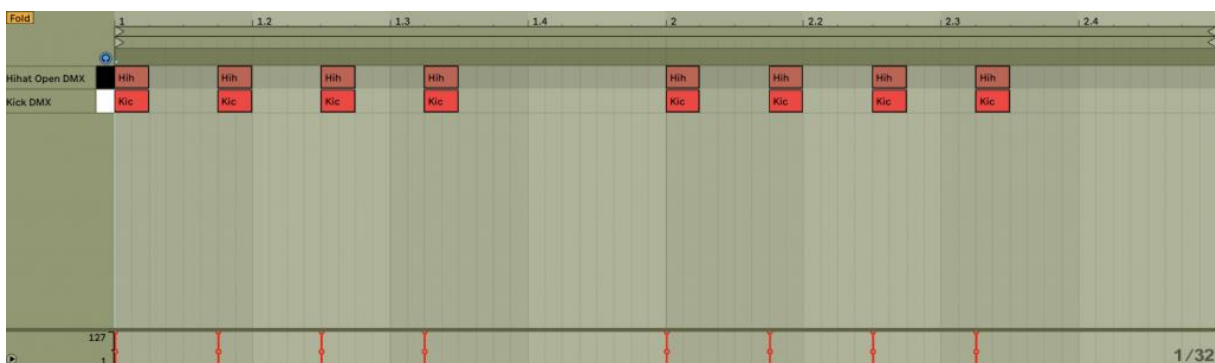 Fold
1 1.2 1.3 1.4 2 2.2 2.3 2.4
Hihat Open DMX Hih Hih Hih Hih Hih Hih Hih Hih
Kick DMX Kic Kic Kic Kic Kic Kic Kic Kic
127
1 1/32